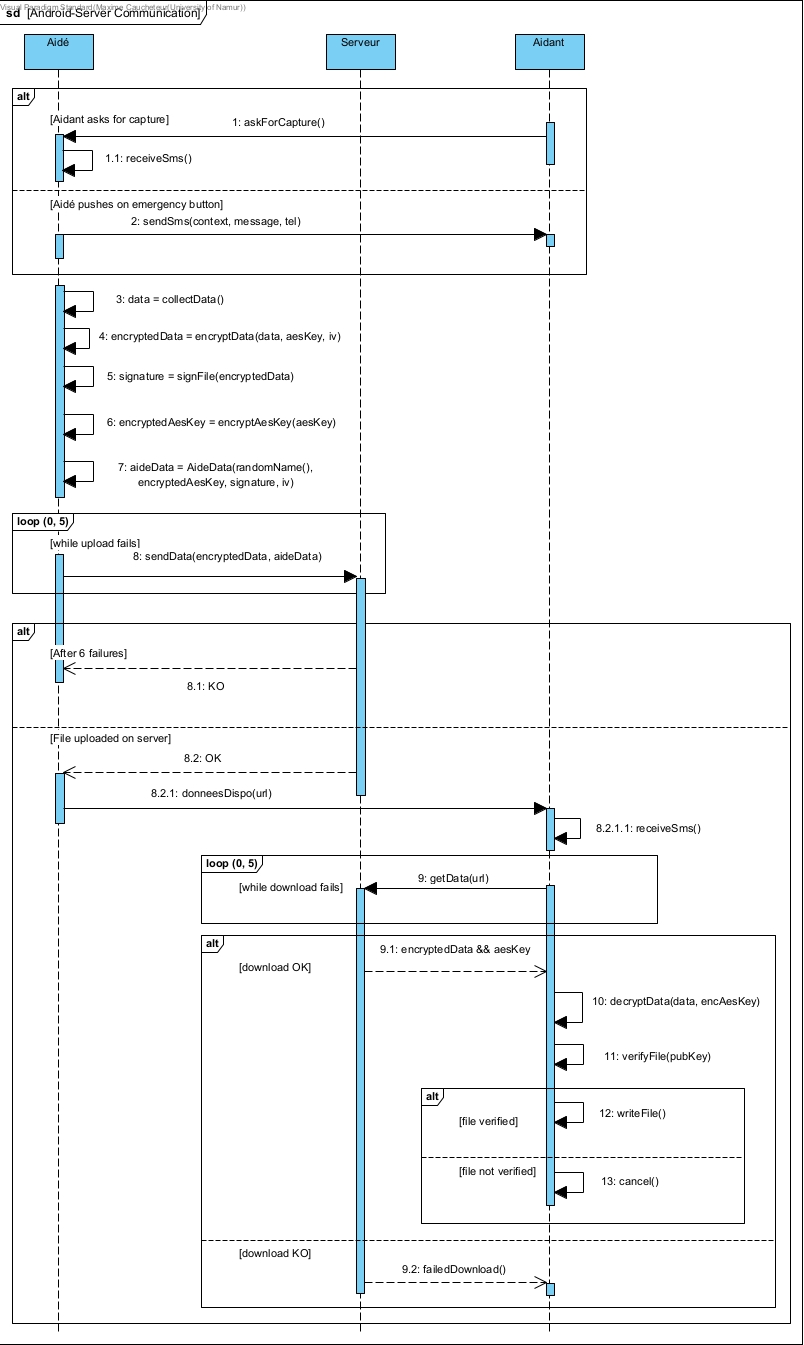 Visual Paradigm Standard(Maxime Caucheteur(University of Namur))
sd [Android-Server Communication]
Aidé
Serveur
Aidant
alt
[Aidant asks for capture]
1: askForCapture()
1.1: receiveSms()
[Aidé pushes on emergency button]
2: sendSms(context, message, tel)
3: data = collectData()
4: encryptedData = encryptData(data, aesKey, iv)
5: signature = signFile(encryptedData)
6: encryptedAesKey = encryptAesKey(aesKey)
7: aideData = AideData(randomName(),
encryptedAesKey, signature, iv)
loop (0, 5)
[while upload fails]
8: sendData(encryptedData, aideData)
alt
[After 6 failures]
8.1: KO
[File uploaded on server]
8.2: OK
8.2.1: donneesDispo(url)
8.2.1.1: receiveSms()
loop (0, 5)
[while download fails]
9: getData(url)
alt
9.1: encryptedData && aesKey
[download OK]
10: decryptData(data, encAesKey)
11: verifyFile(pubKey)
alt
[file verified]
12: writeFile()
[file not verified]
13: cancel()
[download KO]
9.2: failedDownload()